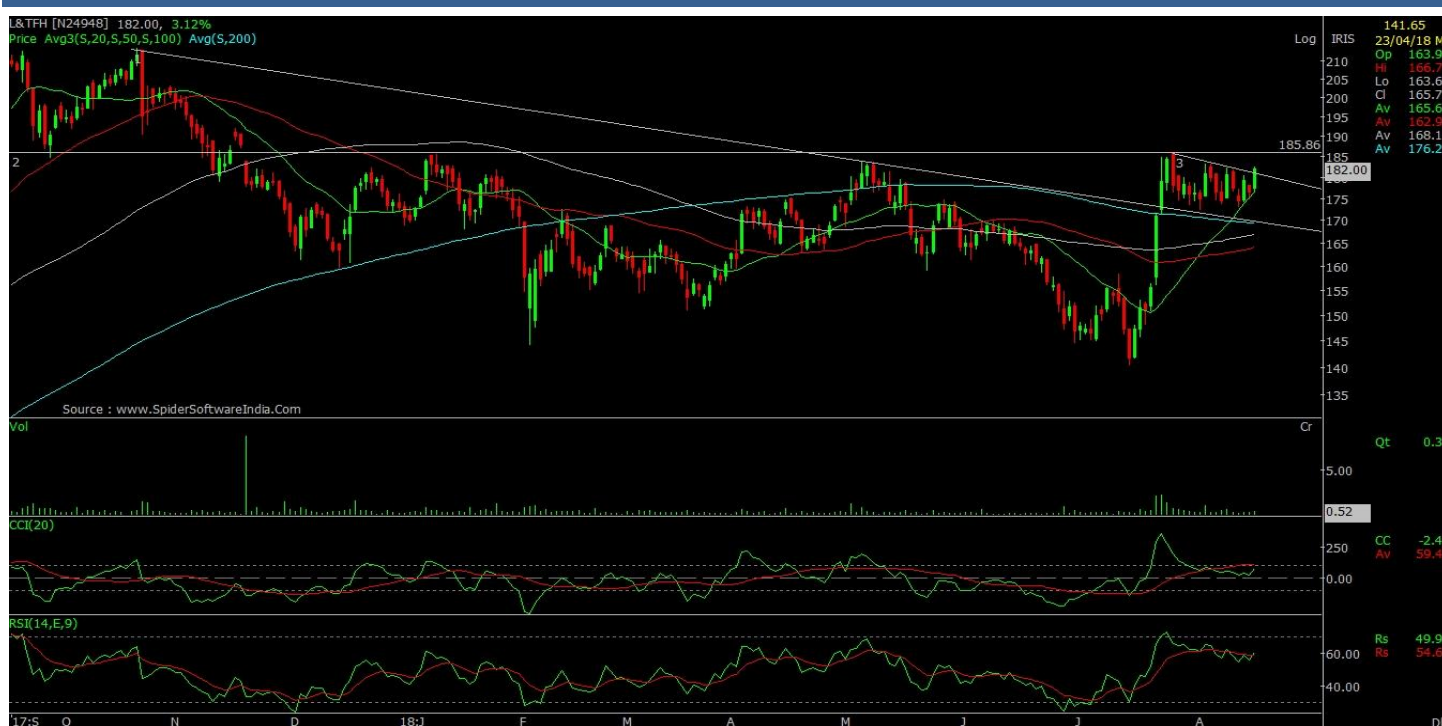 L&TFH [N24948] 182.00, 3.12%
Price Avg3(S,20,S,50,S,100) Avg(S,200)
Log
IRIS
141.65
23/04/18 M
Op 163.9
Hi 166.7
Lo 163.6
Cl 165.7
Av 165.6
Av 162.9
Av 168.1
Av 176.2
210
205
200
195
190
185.86
185
182.00
175
170
165
160
155
150
145
140
135
2
3
Source : www.SpiderSoftwareIndia.Com
Vol
Cr
Qt 0.3
5.00
0.52
CCI(20)
250
0.00
CC -2.4
Av 59.4
RSI(14,E,9)
60.00
40.00
Rs 49.9
Rs 54.6
'17:S O N D 18:J F M A M J J A